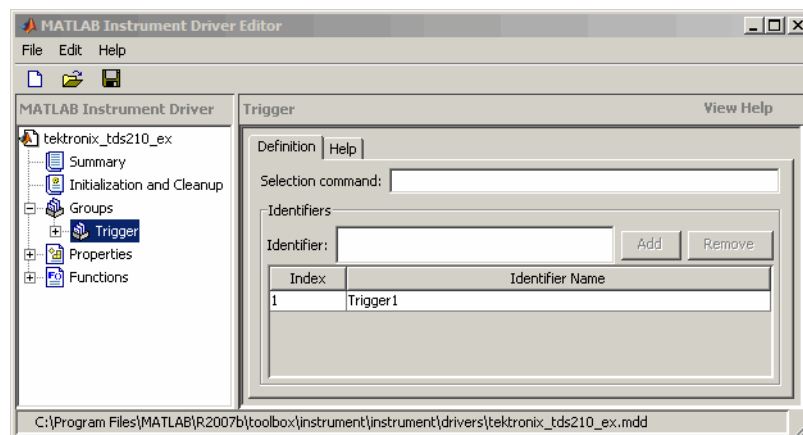 MATLAB Instrument Driver Editor
File Edit Help
MATLAB Instrument Driver
tektronix_tds210_ex
Summary
Initialization and Cleanup
Groups
Trigger
Properties
Functions
Trigger View Help
Definition Help
Selection command:
Identifiers
Identifier: Add Remove
Index Identifier Name
1 Trigger1
C:\Program Files\MATLAB\R2007b\toolbox\instrument\instrument\drivers\tektronix_tds210_ex.mdd